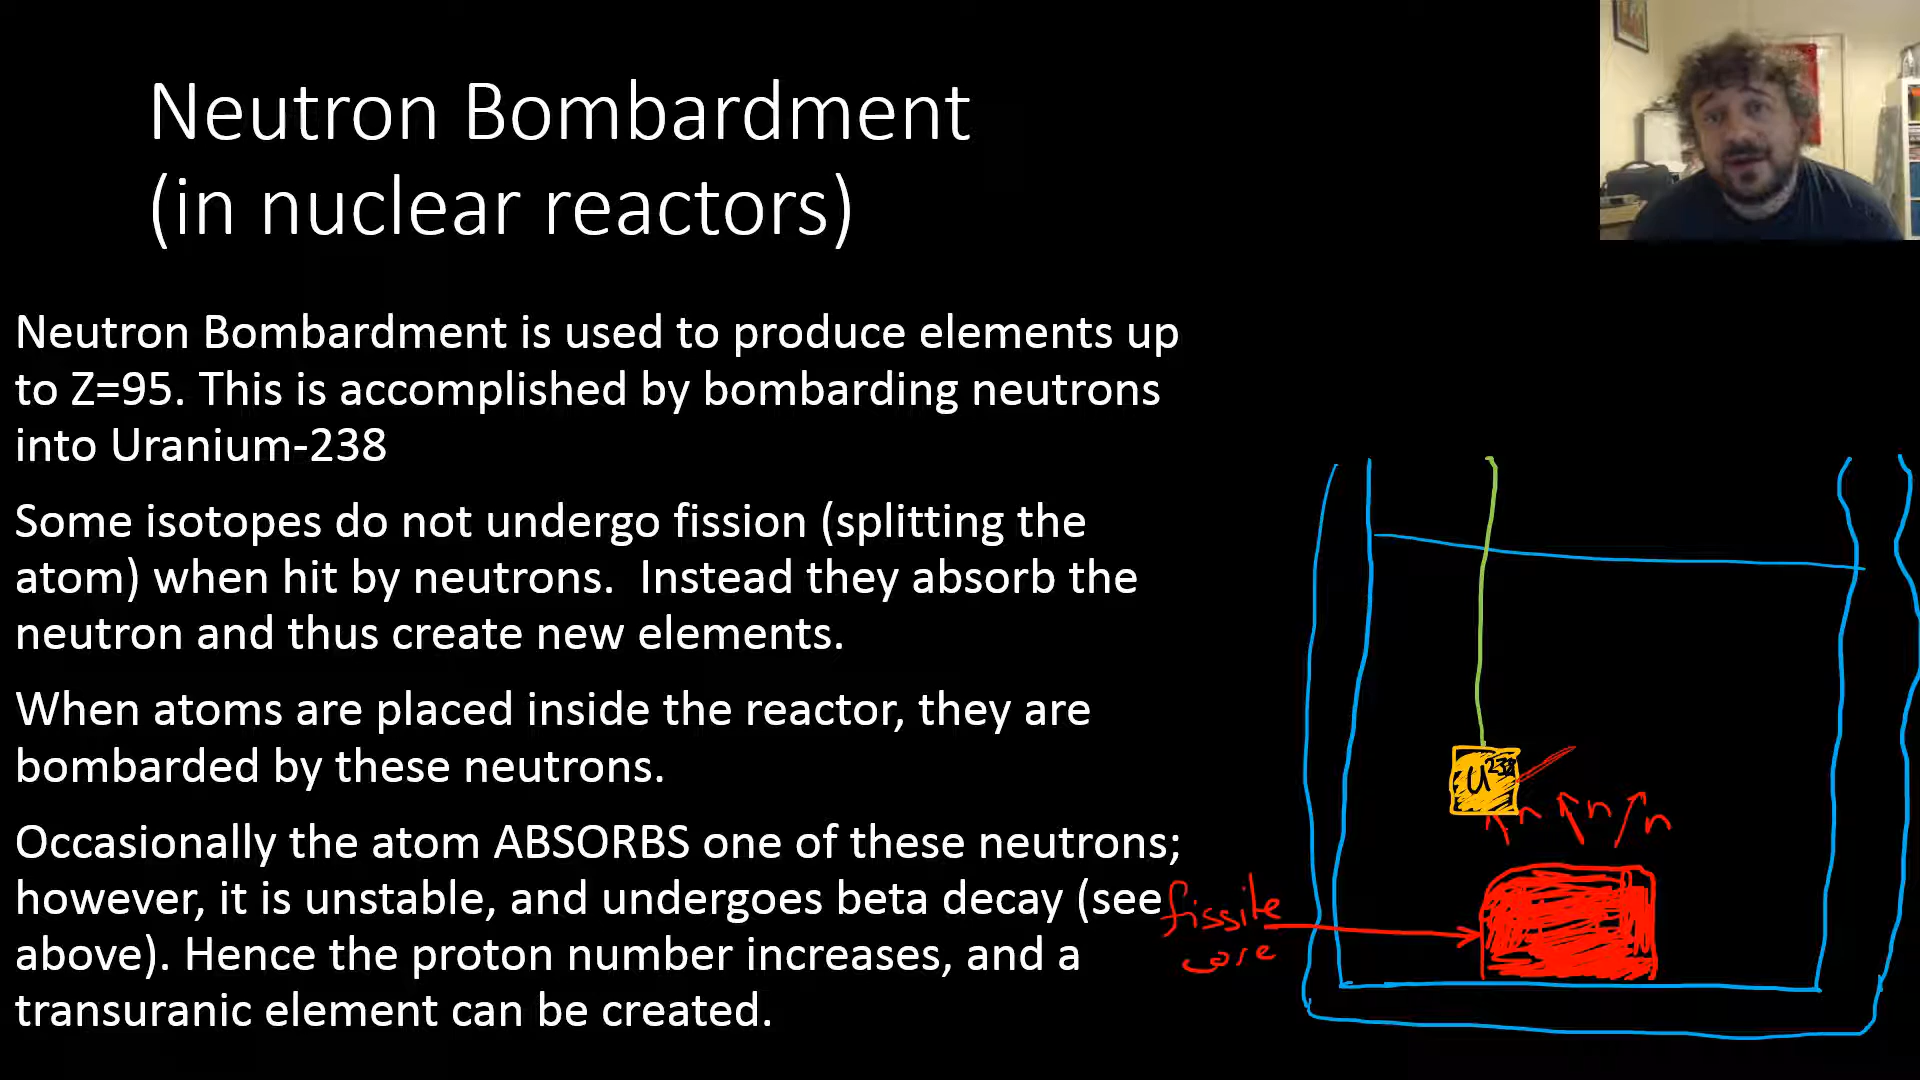 Neutron Bombardment
(in nuclear reactors)
Neutron Bombardment is used to produce elements up
to Z=95. This is accomplished by bombarding neutrons
into Uranium-238
Some isotopes do not undergo fission (splitting the
atom) when hit by neutrons. Instead they absorb the
neutron and thus create new elements.
When atoms are placed inside the reactor, they are
bombarded by these neutrons.
Occasionally the atom ABSORBS one of these neutrons;
however, it is unstable, and undergoes beta decay (see
above). Hence the proton number increases, and a
transuranic element can be created.
U 238
n n n
fissile
core